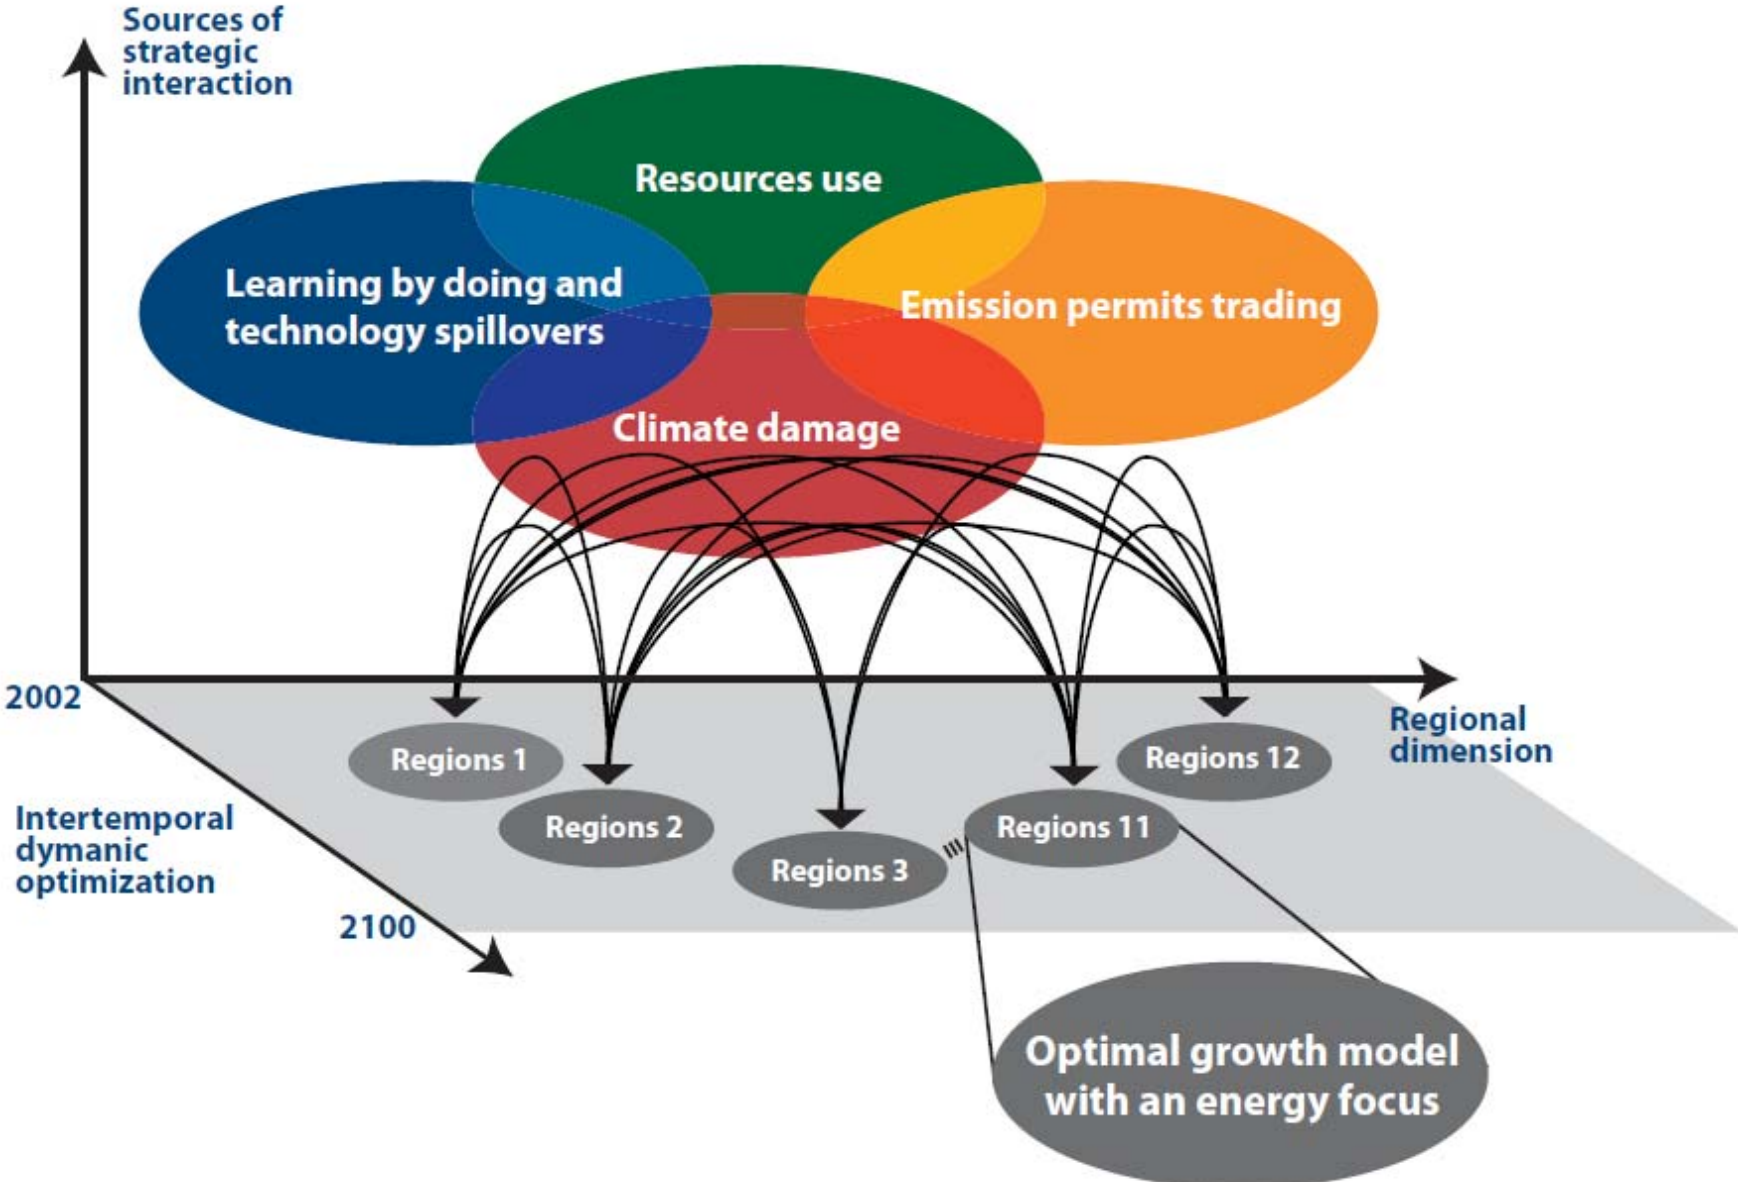 Sources of
strategic
interaction
Resources use
Learning by doing and
technology spillovers
Emission permits trading
Climate damage
2002
Regional
dimension
Regions 1
Regions 12
Regions 2
Regions 11
Regions 3
Intertemporal
dymanic
optimization
2100
Optimal growth model
with an energy focus